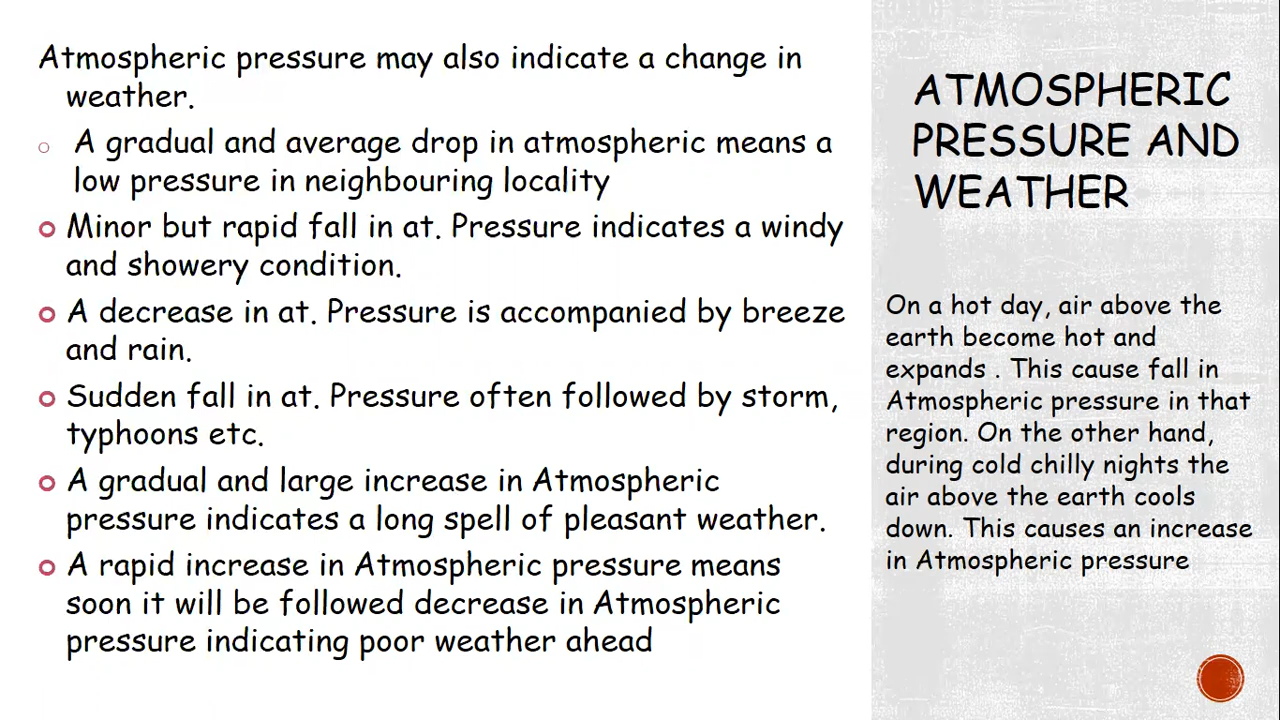 Atmospheric pressure may also indicate a change in
weather.
A gradual and average drop in atmospheric means a
low pressure in neighbouring locality
Minor but rapid fall in at. Pressure indicates a windy
and showery condition.
A decrease in at. Pressure is accompanied by breeze
and rain.
Sudden fall in at. Pressure often followed by storm,
typhoons etc.
A gradual and large increase in Atmospheric
pressure indicates a long spell of pleasant weather.
A rapid increase in Atmospheric pressure means
soon it will be followed decrease in Atmospheric
pressure indicating poor weather ahead
ATMOSPHERIC
PRESSURE AND
WEATHER
On a hot day, air above the
earth become hot and
expands . This cause fall in
Atmospheric pressure in that
region. On the other hand,
during cold chilly nights the
air above the earth cools
down. This causes an increase
in Atmospheric pressure